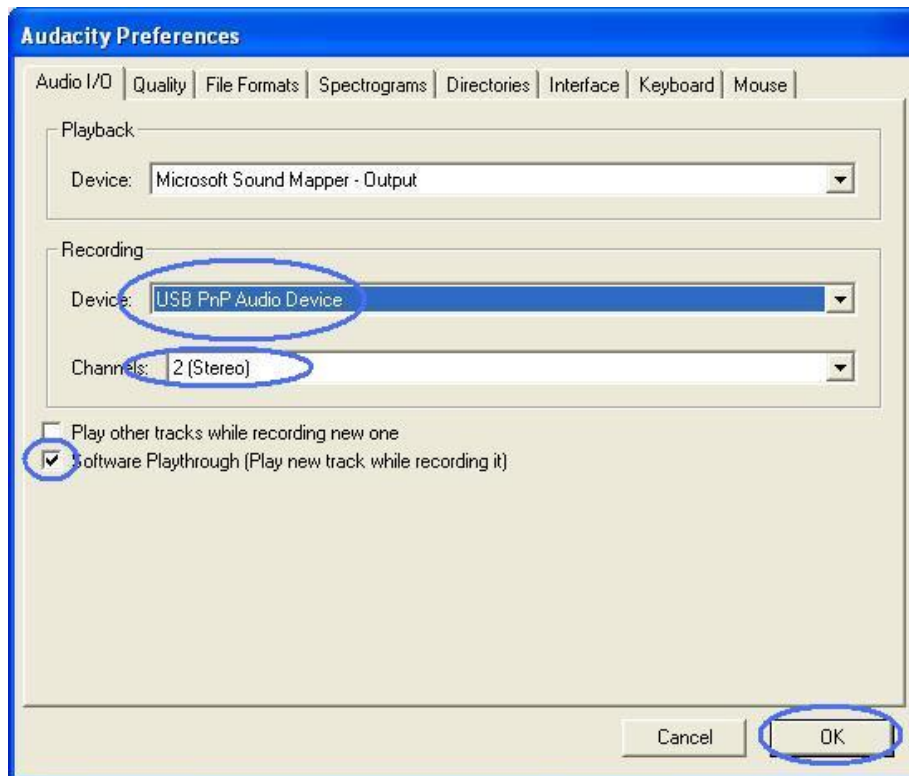 Audacity Preferences
Audio I/O Quality File Formats Spectrograms Directories Interface Keyboard Mouse
Playback
Device: Microsoft Sound Mapper - Output
Recording
Device: USB PnP Audio Device
Channels: 2 (Stereo)
Play other tracks while recording new one
Software Playthrough (Play new track while recording it)
Cancel OK